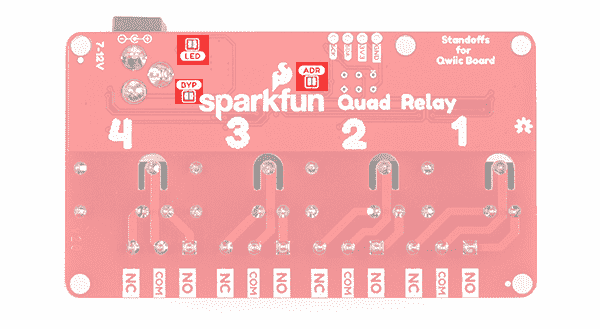 7-12V
LED
Standoffs
for
Qwiic Board
ADR
BYP
sparkfun Quad Relay
4 3 2 1
NC COM NO NC COM NO NC COM NO NC COM NO